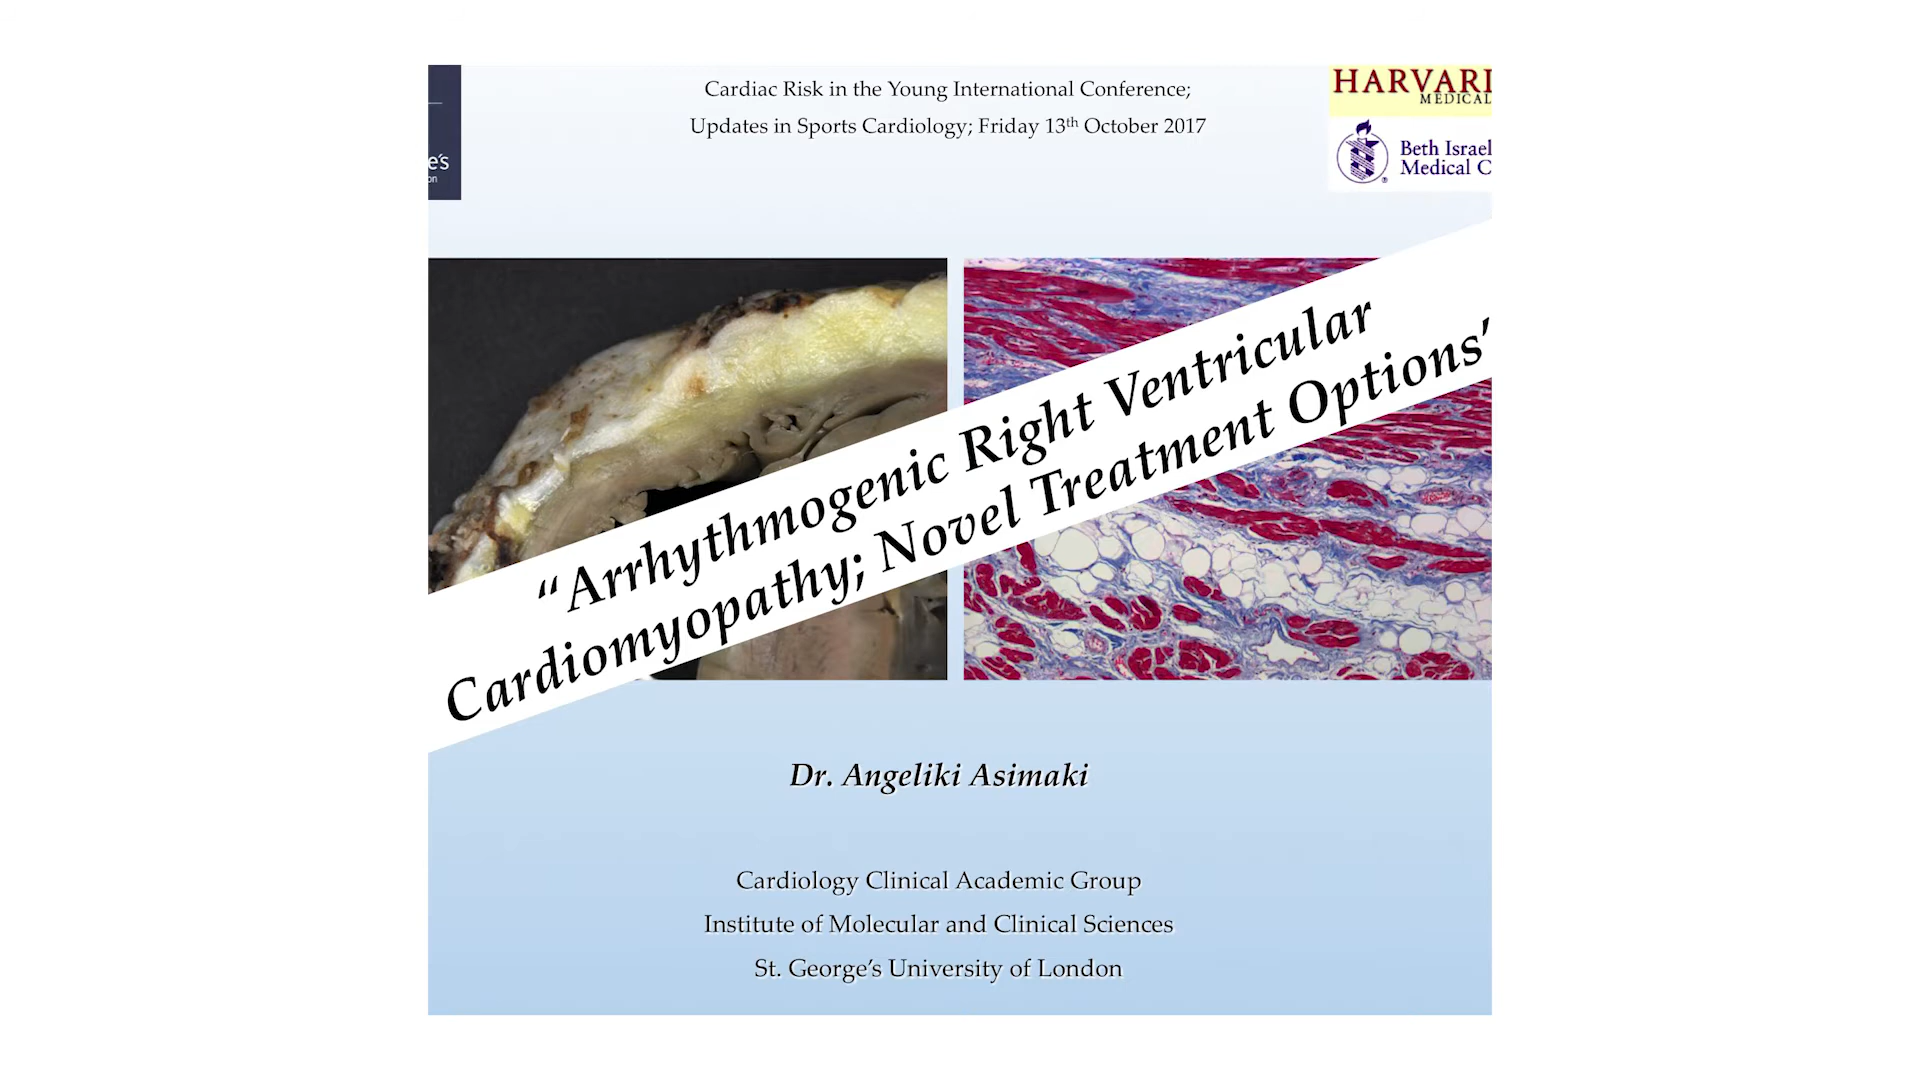 Cardiac Risk in the Young International Conference;
Updates in Sports Cardiology; Friday 13th October 2017
e's
on
HARVARD
MEDICAL
Beth Israel
Medical C
“Arrhythmogenic Right Ventricular
Cardiomyopathy; Novel Treatment Options’
Dr. Angeliki Asimaki
Cardiology Clinical Academic Group
Institute of Molecular and Clinical Sciences
St. George’s University of London